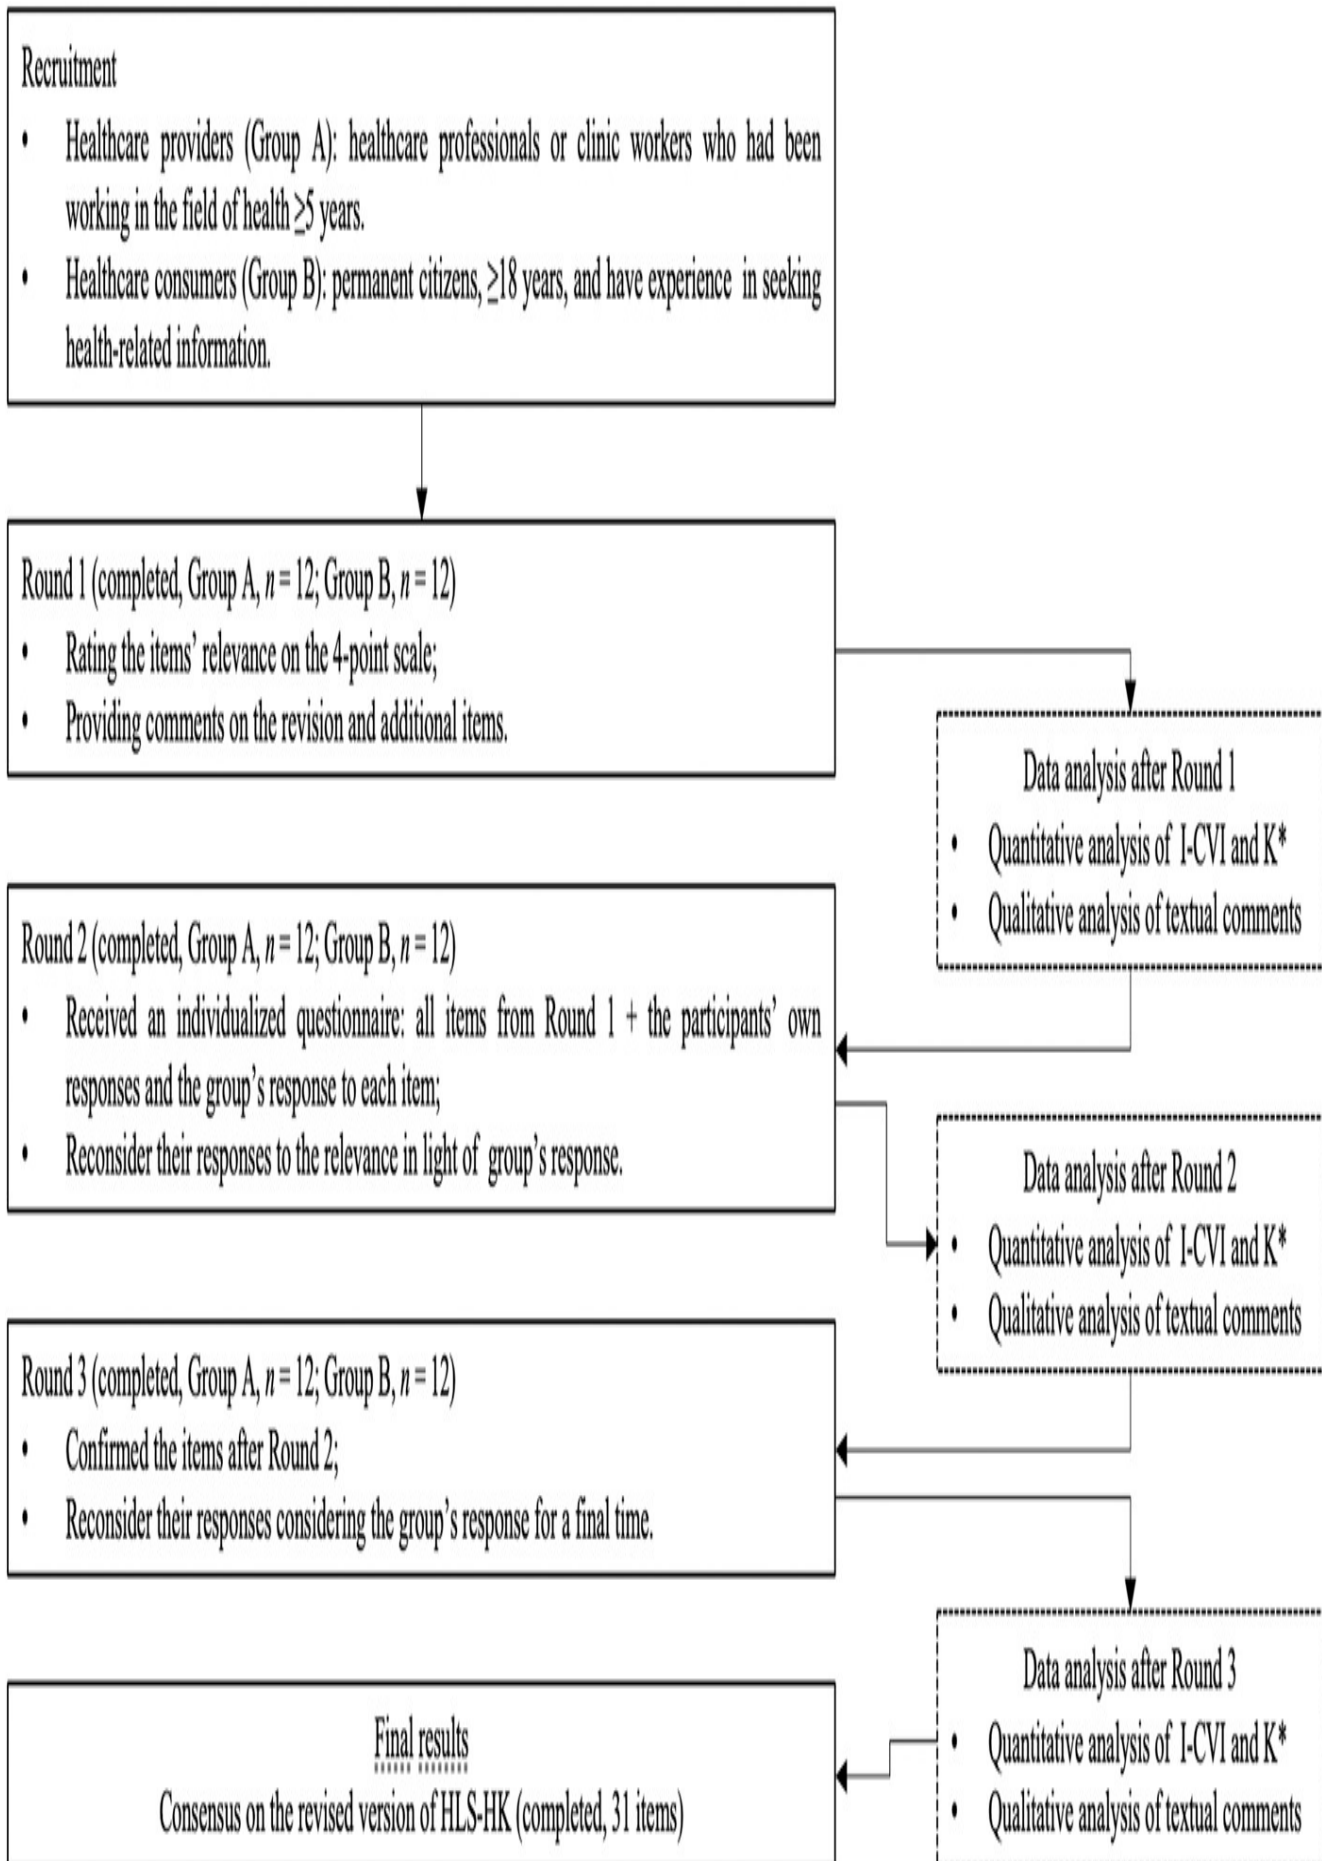 Recruitment
• Healthcare providers (Group A): healthcare professionals or clinic workers who had been
working in the field of health ≥5 years.
• Healthcare consumers (Group B): permanent citizens, ≥18 years, and have experience in seeking
health-related information.
Round 1 (completed, Group A, n = 12; Group B, n = 12)
• Rating the items' relevance on the 4-point scale;
• Providing comments on the revision and additional items.
Data analysis after Round 1
• Quantitative analysis of I-CVI and K*
• Qualitative analysis of textual comments
Round 2 (completed, Group A, n = 12; Group B, n = 12)
• Received an individualized questionnaire: all items from Round 1 + the participants' own
responses and the group's response to each item;
• Reconsider their responses to the relevance in light of group's response.
Data analysis after Round 2
• Quantitative analysis of I-CVI and K*
• Qualitative analysis of textual comments
Round 3 (completed, Group A, n = 12; Group B, n = 12)
• Confirmed the items after Round 2;
• Reconsider their responses considering the group's response for a final time.
Data analysis after Round 3
• Quantitative analysis of I-CVI and K*
• Qualitative analysis of textual comments
Final results
Consensus on the revised version of HLS-HK (completed, 31 items)